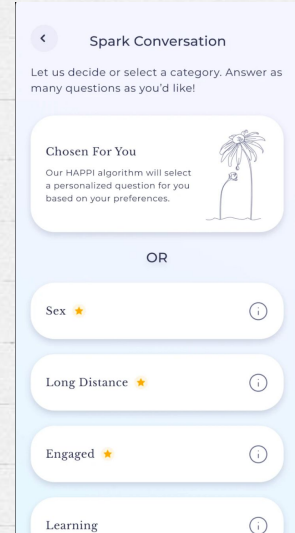 Spark Conversation
Let us decide or select a category. Answer as
many questions as you’d like!
Chosen For You
Our HAPPI algorithm will select
a personalized question for you
based on your preferences.
OR
Sex
Long Distance
Engaged
Learning